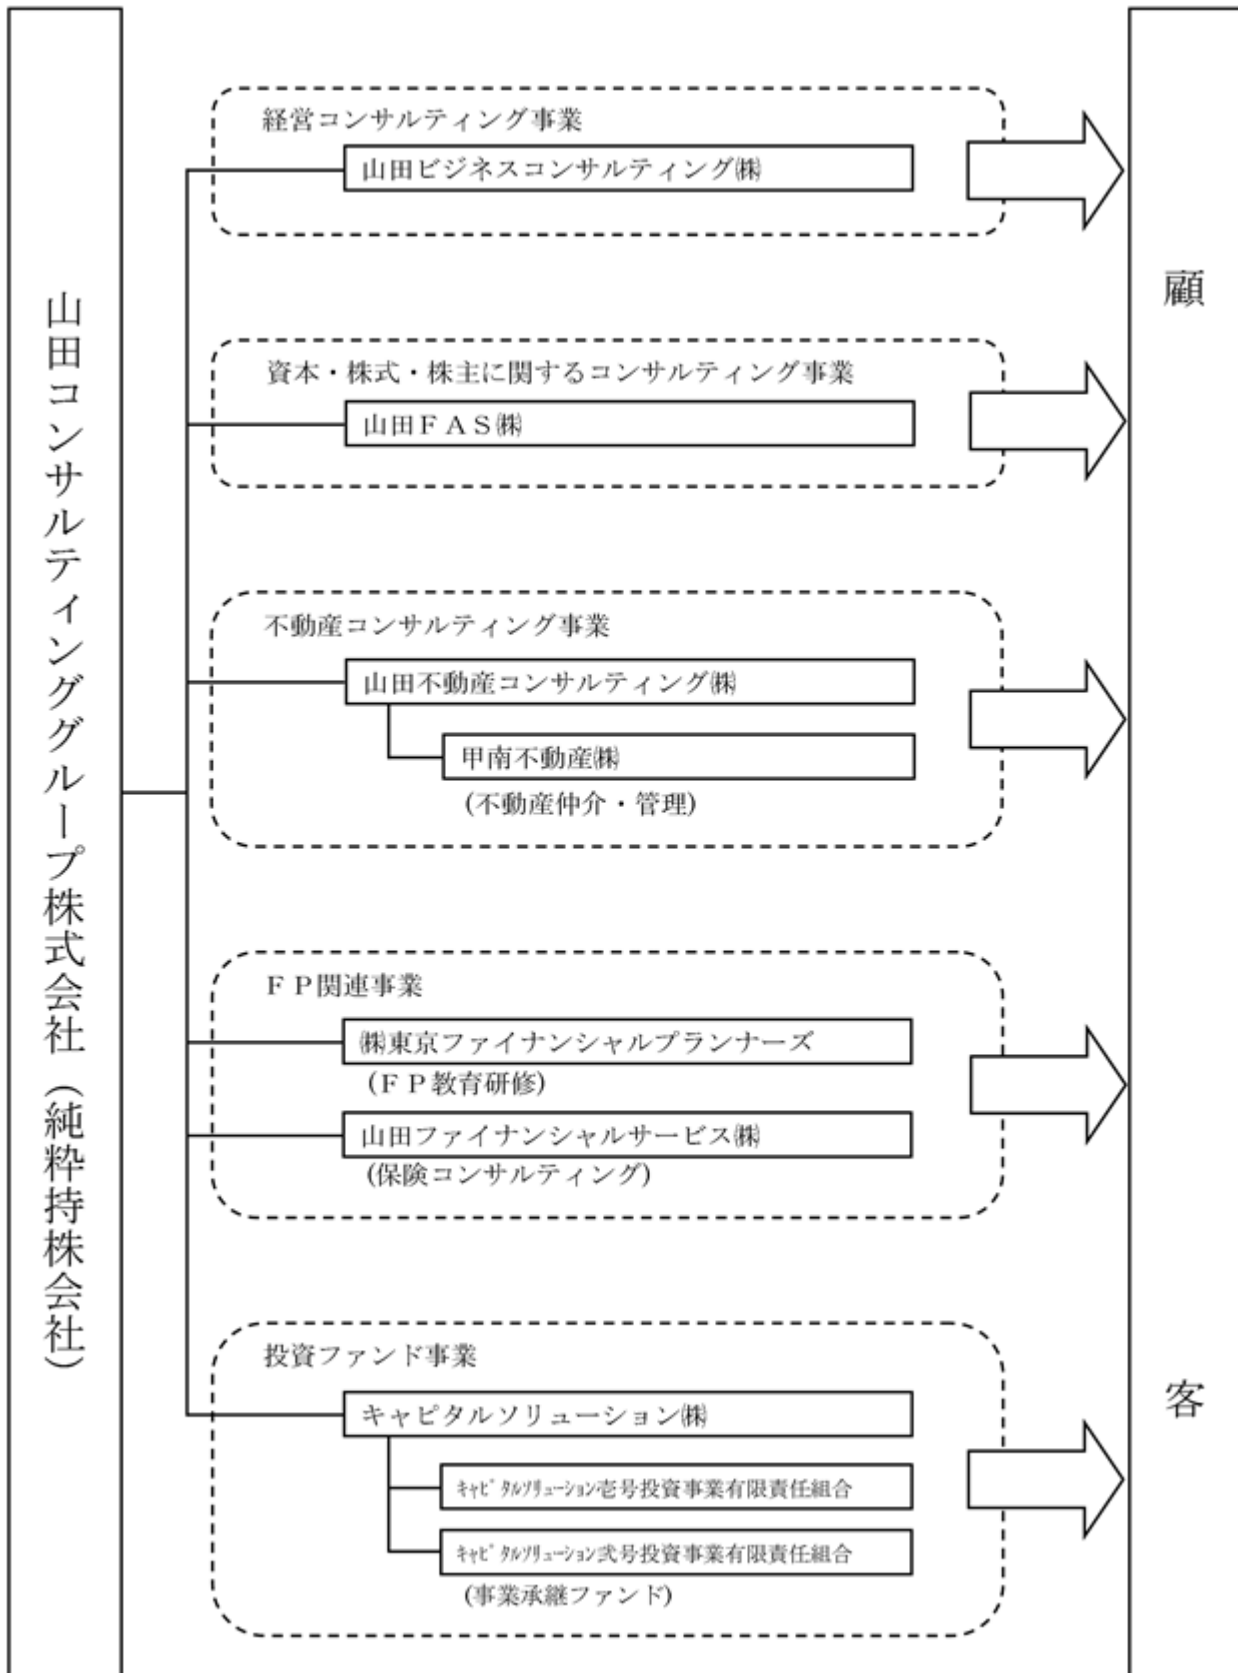 山田コンサルティンググループ株式会社（純粋持株会社）
経営コンサルティング事業
山田ビジネスコンサルティング㈱
資本・株式・株主に関するコンサルティング事業
山田ＦＡＳ㈱
不動産コンサルティング事業
山田不動産コンサルティング㈱
甲南不動産㈱
(不動産仲介・管理)
ＦＰ関連事業
㈱東京ファイナンシャルプランナーズ
(ＦＰ教育研修)
山田ファイナンシャルサービス㈱
(保険コンサルティング)
投資ファンド事業
キャピタルソリューション㈱
ｷｬﾋﾟﾀﾙｿﾘｭｰｼｮﾝ壱号投資事業有限責任組合
ｷｬﾋﾟﾀﾙｿﾘｭｰｼｮﾝ弐号投資事業有限責任組合
(事業承継ファンド)
顧客